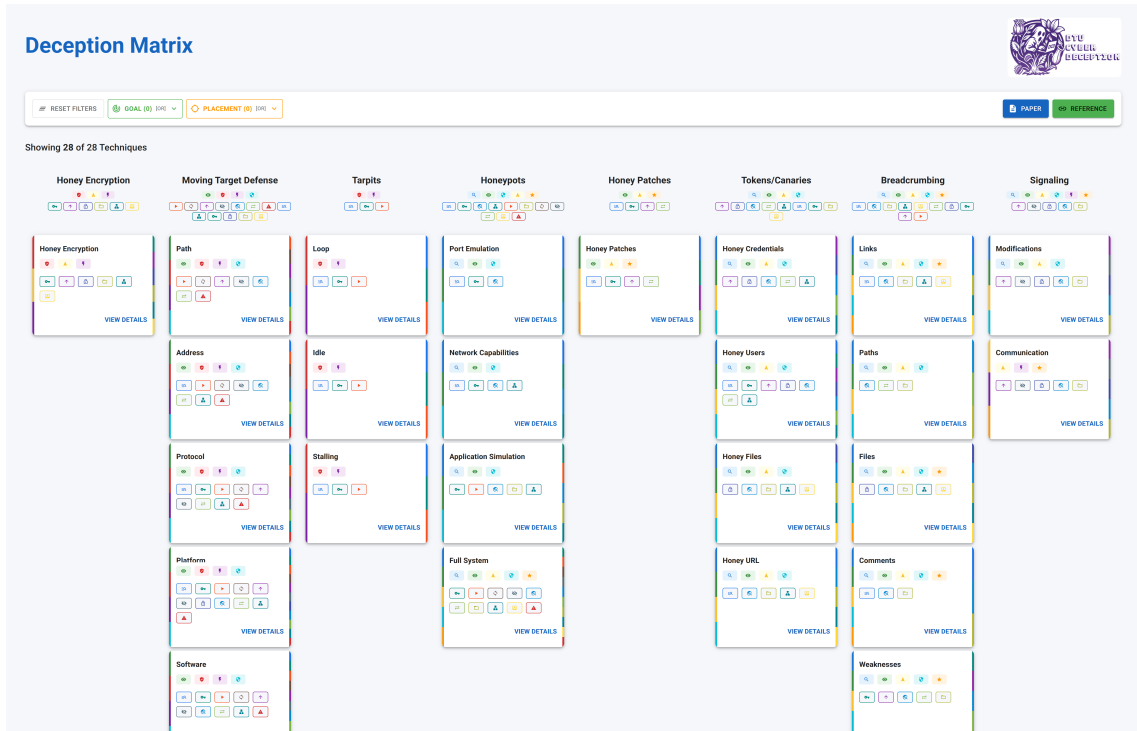 Deception Matrix
DTU
CYBER
DECEPTION
RESET FILTERS
GOAL (0) [OR]
PLACEMENT (0) [OR]
PAPER
REFERENCE
Showing 28 of 28 Techniques
Honey Encryption
Moving Target Defense
Tarpits
Honeypots
Honey Patches
Tokens/Canaries
Breadcrumbing
Signaling
Honey Encryption
Path
Loop
Port Emulation
Honey Patches
Honey Credentials
Links
Modifications
VIEW DETAILS
VIEW DETAILS
VIEW DETAILS
VIEW DETAILS
VIEW DETAILS
VIEW DETAILS
VIEW DETAILS
VIEW DETAILS
Address
Idle
Network Capabilities
Honey Users
Paths
Communication
VIEW DETAILS
VIEW DETAILS
VIEW DETAILS
VIEW DETAILS
VIEW DETAILS
VIEW DETAILS
Protocol
Stalling
Application Simulation
Honey Files
Files
VIEW DETAILS
VIEW DETAILS
VIEW DETAILS
VIEW DETAILS
VIEW DETAILS
Platform
Full System
Honey URL
Comments
VIEW DETAILS
VIEW DETAILS
VIEW DETAILS
VIEW DETAILS
Software
Weaknesses